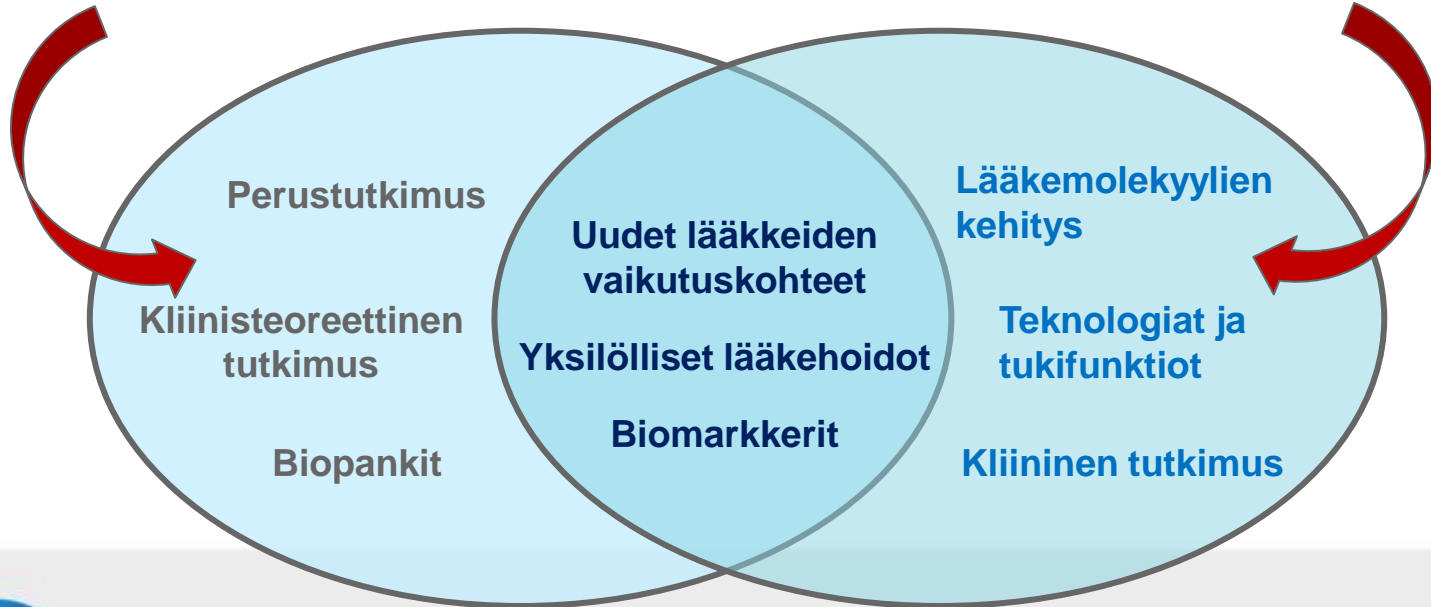 Perustutkimus
Kliinisteoreettinen
tutkimus
Biopankit
Uudet lääkkeiden
vaikutuskohteet
Yksilölliset lääkehoidot
Biomarkkerit
Lääkemolekyylien
kehitys
Teknologiat ja
tukifunktiot
Kliininen tutkimus